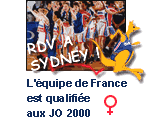 RDV A
SYDNEY !
L'équipe de France
est qualifiée
aux JO 2000